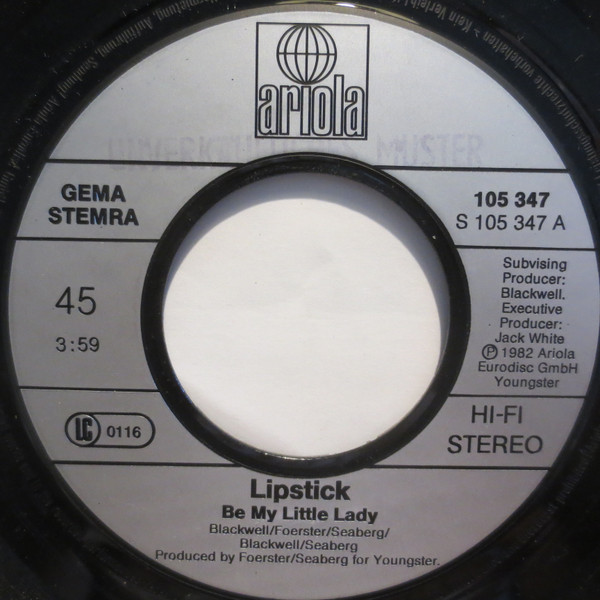 ariola
UNVERKÄUFLICHES MUSTER
GEMA
STEMRA
105 347
S 105 347 A
45
3:59
Subvising
Producer:
Blackwell.
Executive
Producer:
Jack White
℗ 1982 Ariola
Eurodisc GmbH
Youngster
LC 0116
HI-FI
STEREO
Lipstick
Be My Little Lady
Blackwell/Foerster/Seaberg/
Blackwell/Seaberg
Produced by Foerster/Seaberg for Youngster.